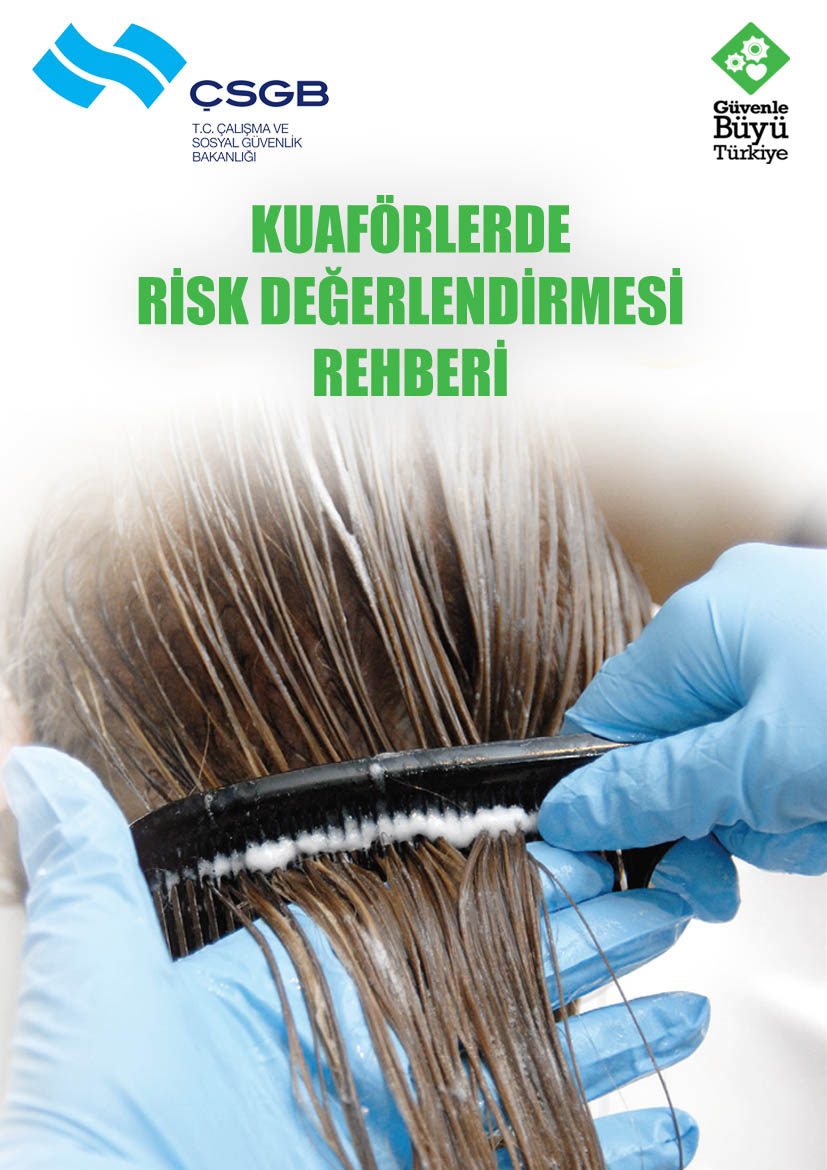 ÇSGB
T.C. ÇALIŞMA VE
SOSYAL GÜVENLİK
BAKANLIĞI
Güvenle
Büyü
Türkiye
KUAFÖRLERDE
RİSK DEĞERLENDİRMESİ
REHBERİ